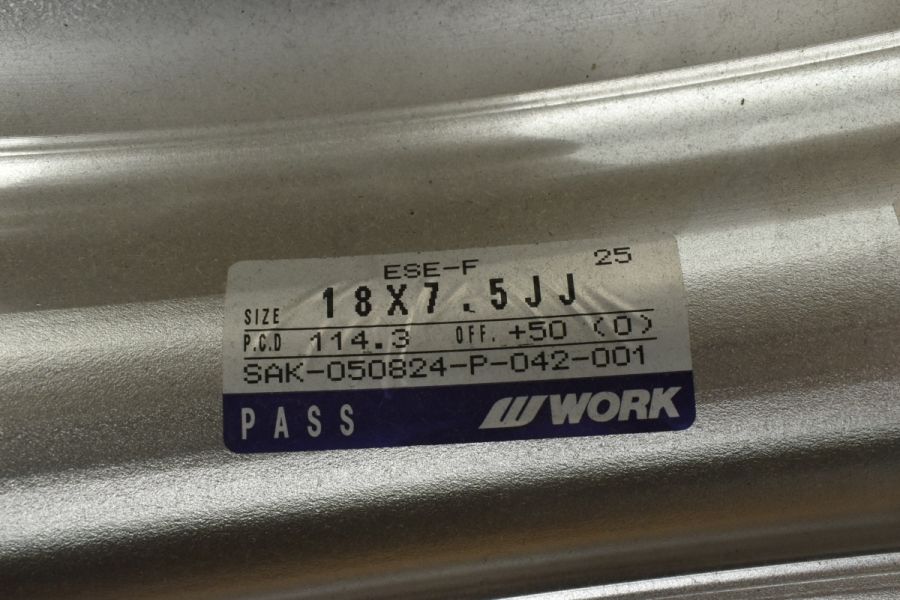 ESE-F 25
SIZE 18X7.5JJ
P.C.D 114.3 OFF. +50 (0)
SAK-050824-P-042-001
PASS WORK